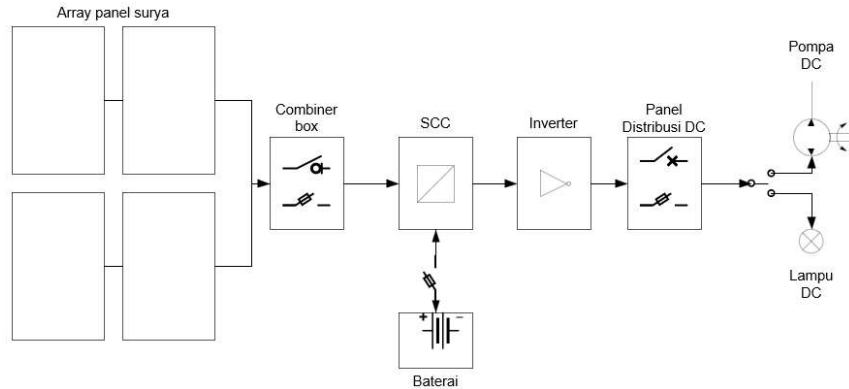 Array panel surya
Pompa
DC
Combiner
box
SCC
Inverter
Panel
Distribusi DC
Lampu
DC
+ −
Baterai